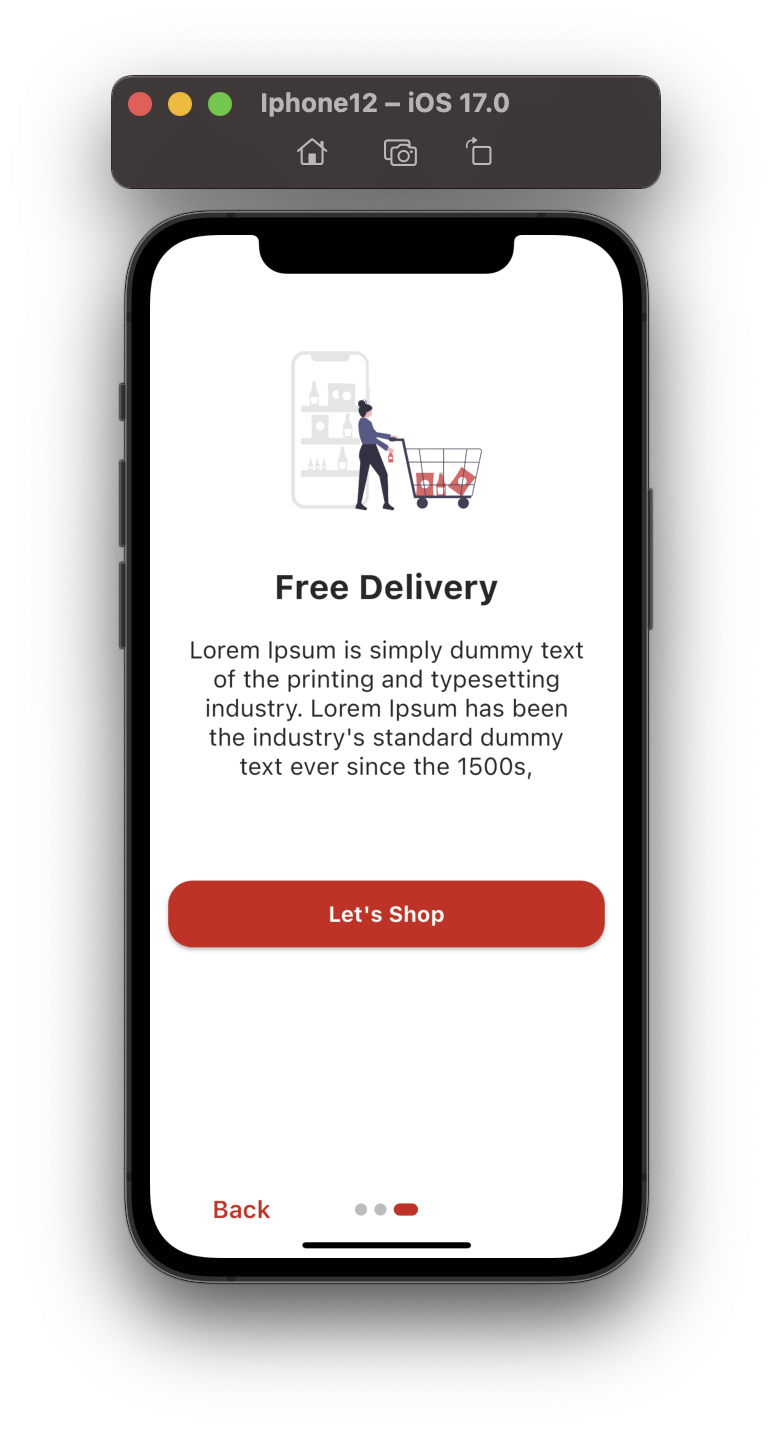 Iphone12 – iOS 17.0
Free Delivery
Lorem Ipsum is simply dummy text
of the printing and typesetting
industry. Lorem Ipsum has been
the industry's standard dummy
text ever since the 1500s,
Let's Shop
Back